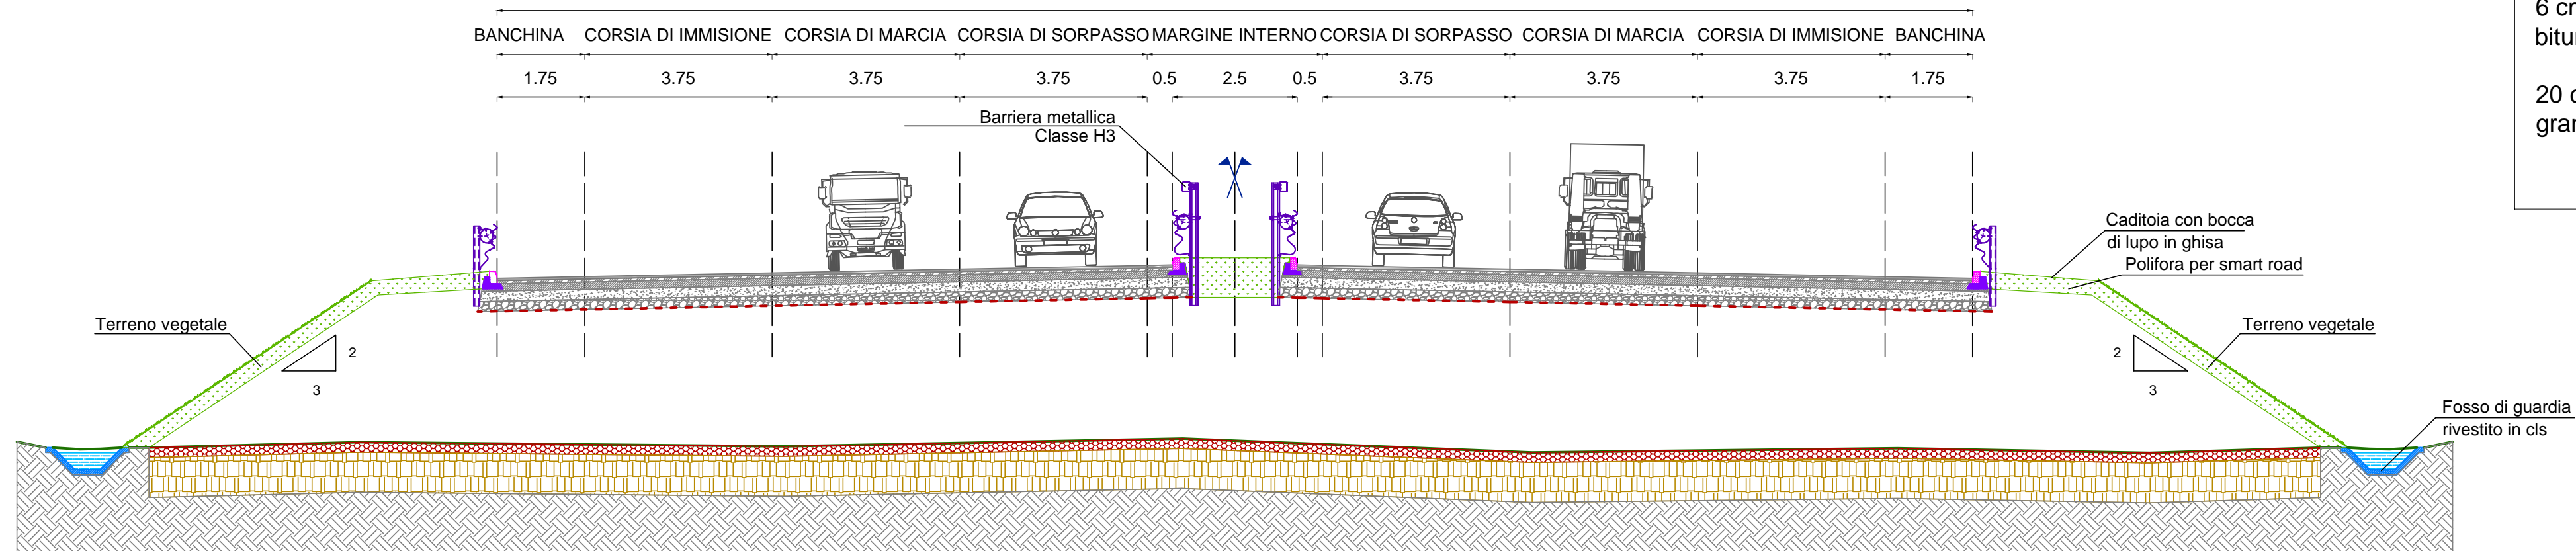 BANCHINA CORSIA DI IMMISIONE CORSIA DI MARCIA CORSIA DI SORPASSO MARGINE INTERNO CORSIA DI SORPASSO CORSIA DI MARCIA CORSIA DI IMMISIONE BANCHINA
1.75 3.75 3.75 3.75 0.5 2.5 0.5 3.75 3.75 3.75 1.75
Barriera metallica
Classe H3
Caditoia con bocca
di lupo in ghisa
Polifora per smart road
Terreno vegetale
2
3
2
3
Terreno vegetale
Fosso di guardia
rivestito in cls
6
20